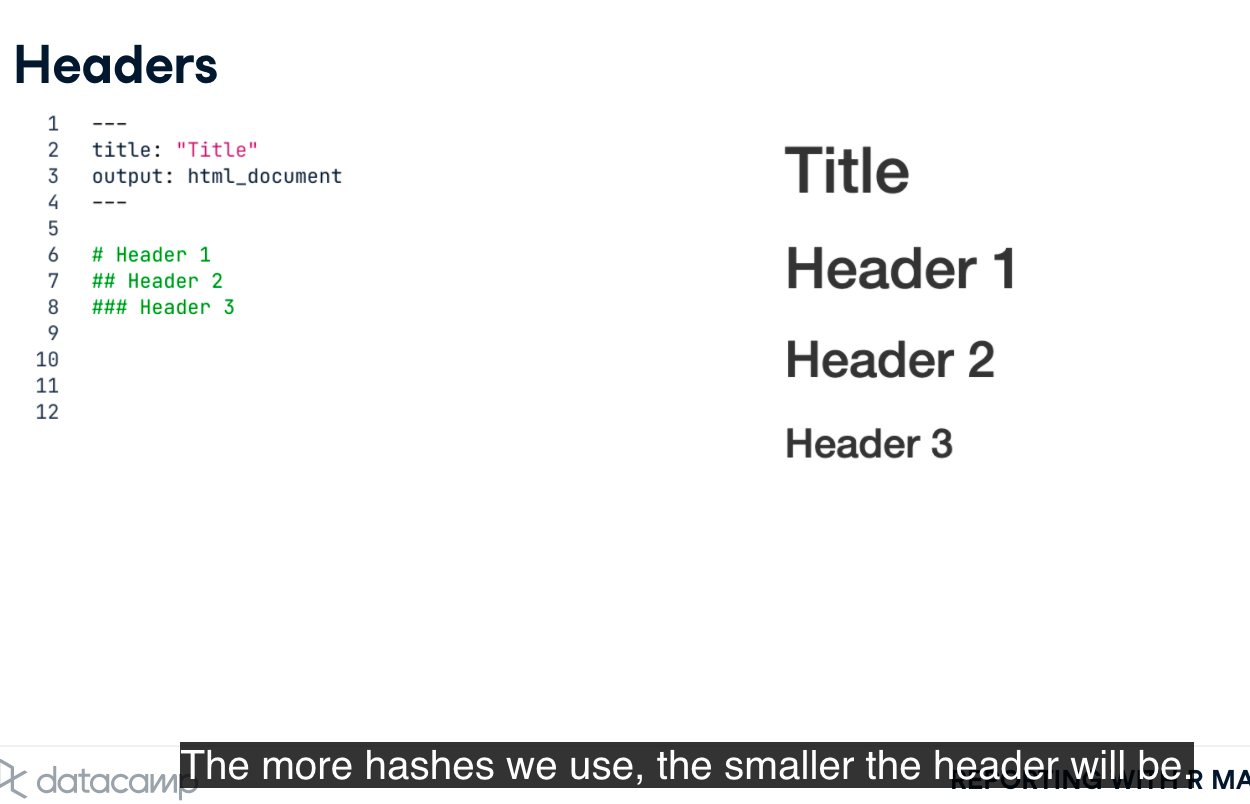 Headers
1 ---
2 title: "Title"
3 output: html_document
4 ---
5
6 # Header 1
7 ## Header 2
8 ### Header 3
9
10
11
12
Title
Header 1
Header 2
Header 3
The more hashes we use, the smaller the header will be.
datacamp
REPORTING WITH R MA